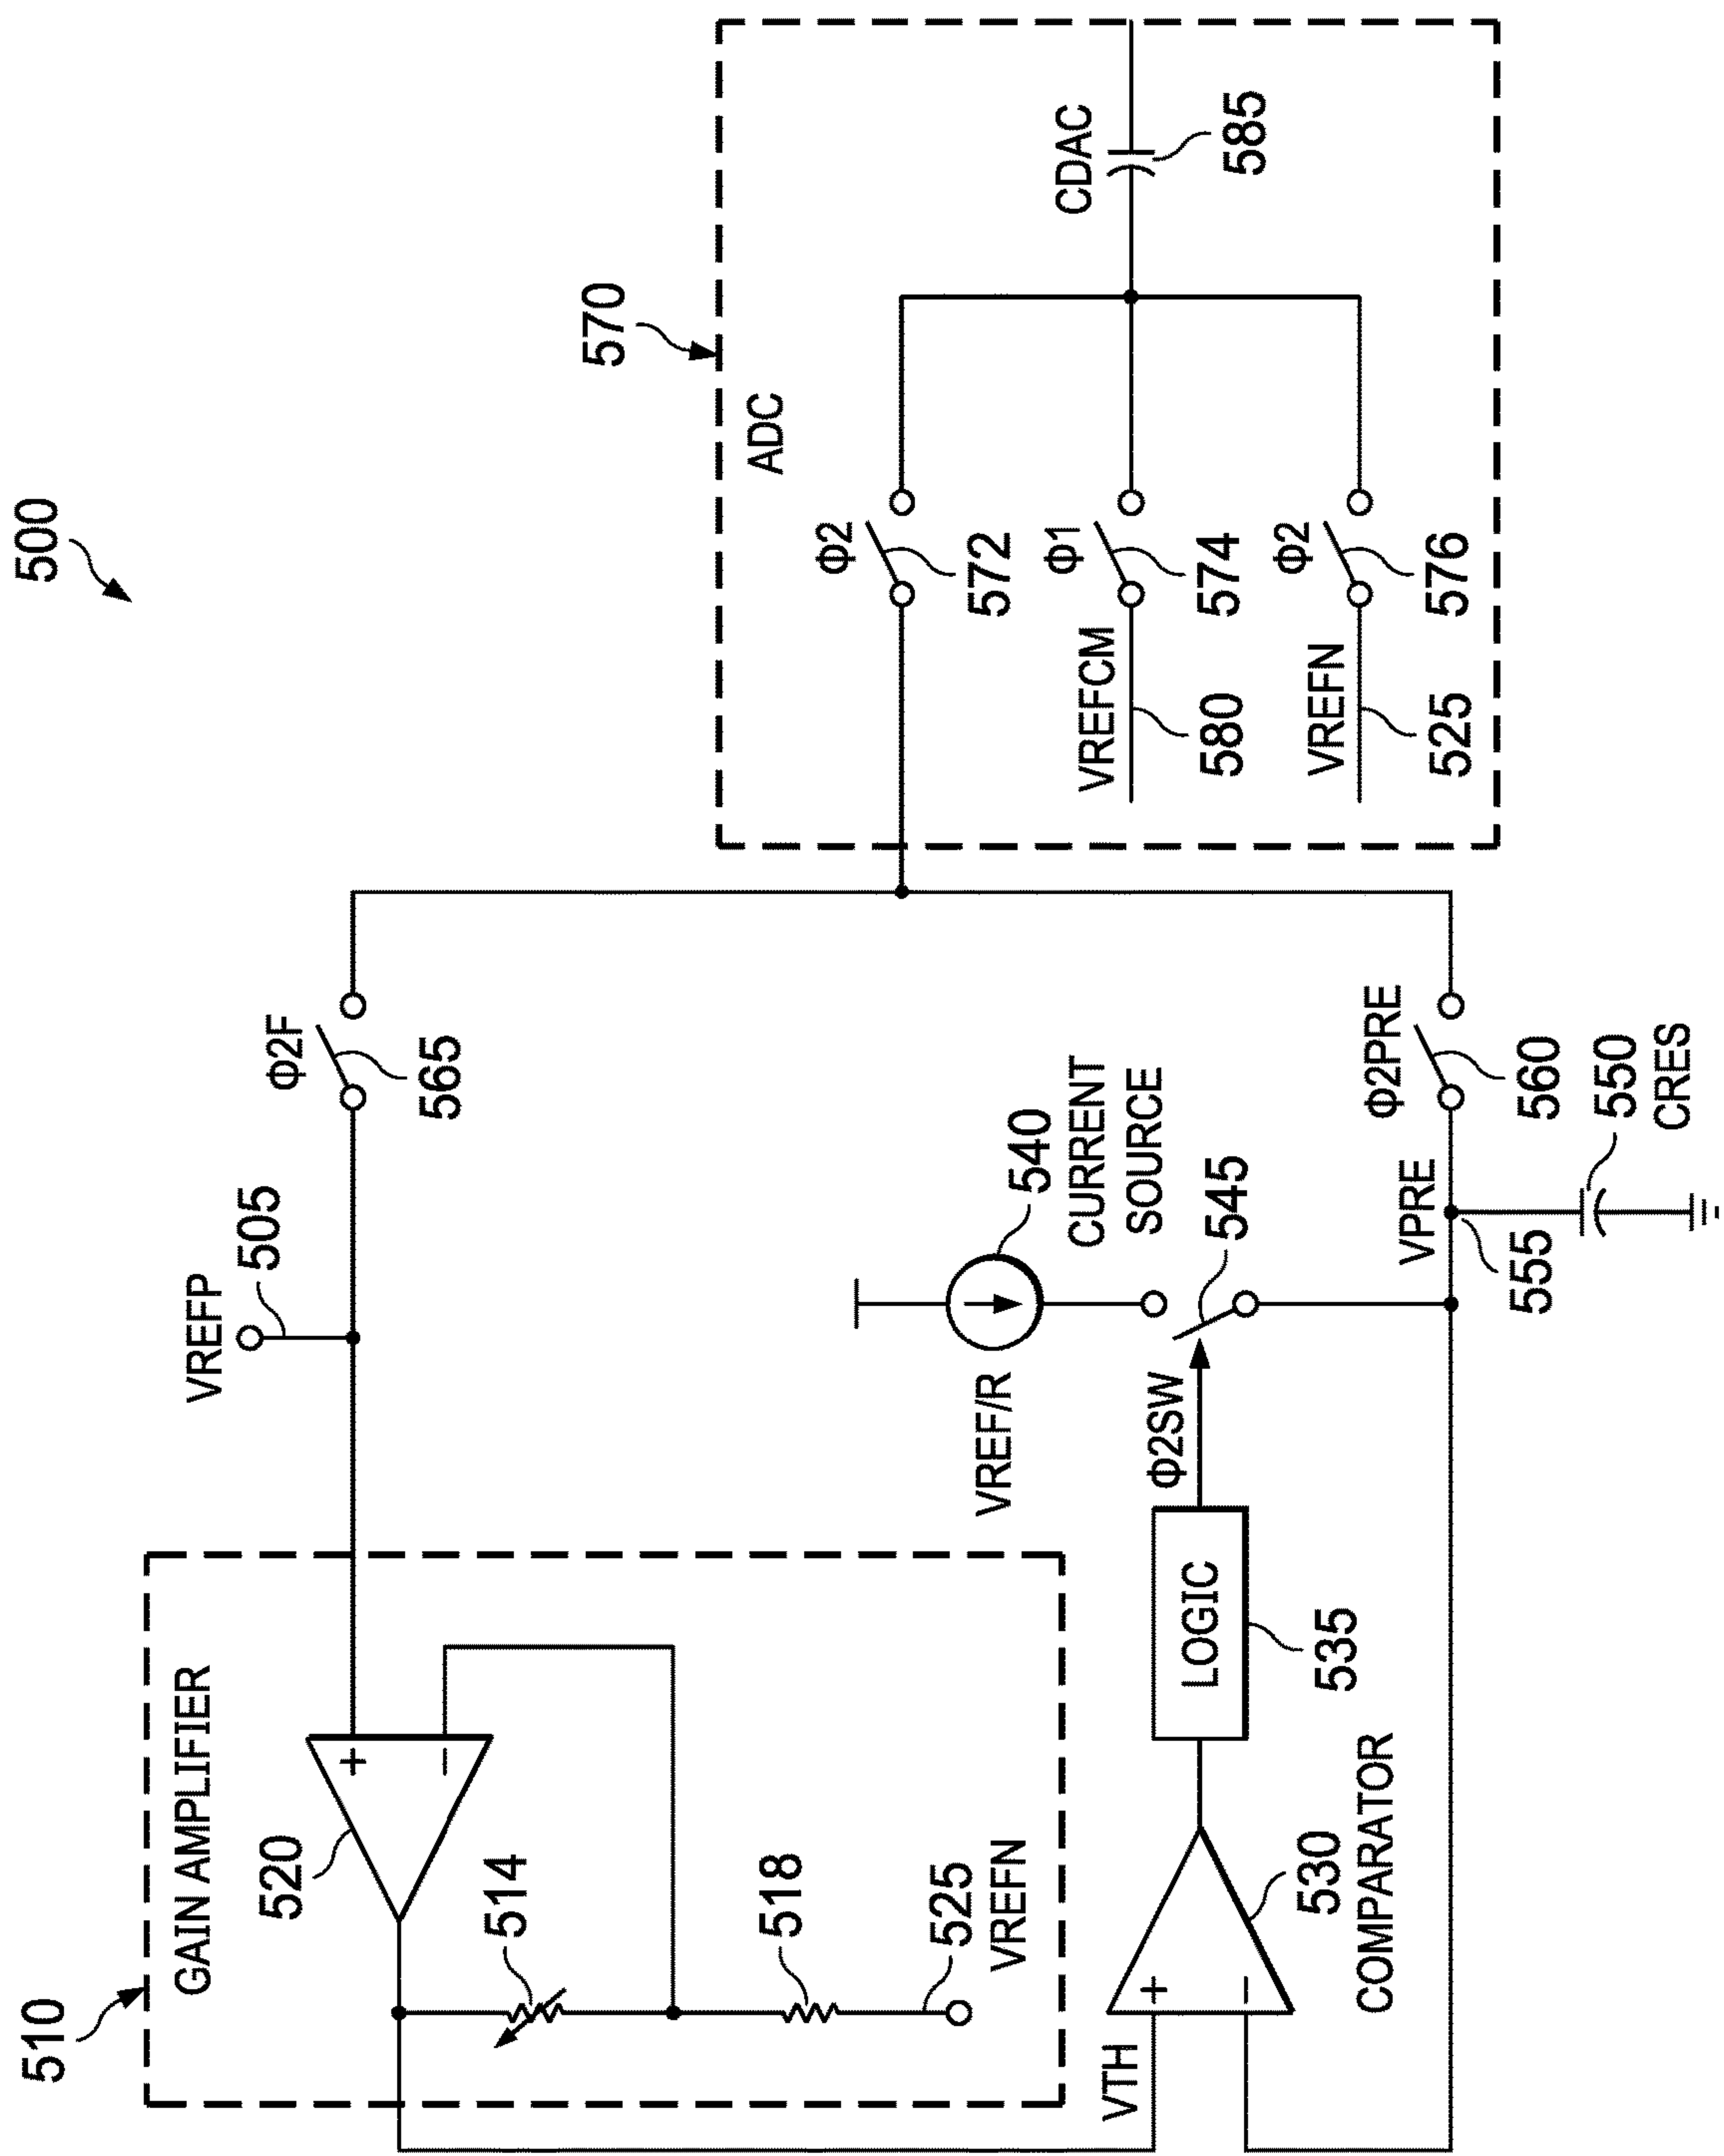 500
510
GAIN AMPLIFIER
VREFP
505
520
+
−
Φ2F
565
514
518
525
VREFN
570
ADC
Φ2
572
CDAC
585
Φ1
574
VREFCM
580
Φ2
576
VREFN
525
VREF/R
540
CURRENT
SOURCE
VTH
+
−
530
COMPARATOR
LOGIC
535
Φ2SW
545
VPRE
555
Φ2PRE
560
550
CRES